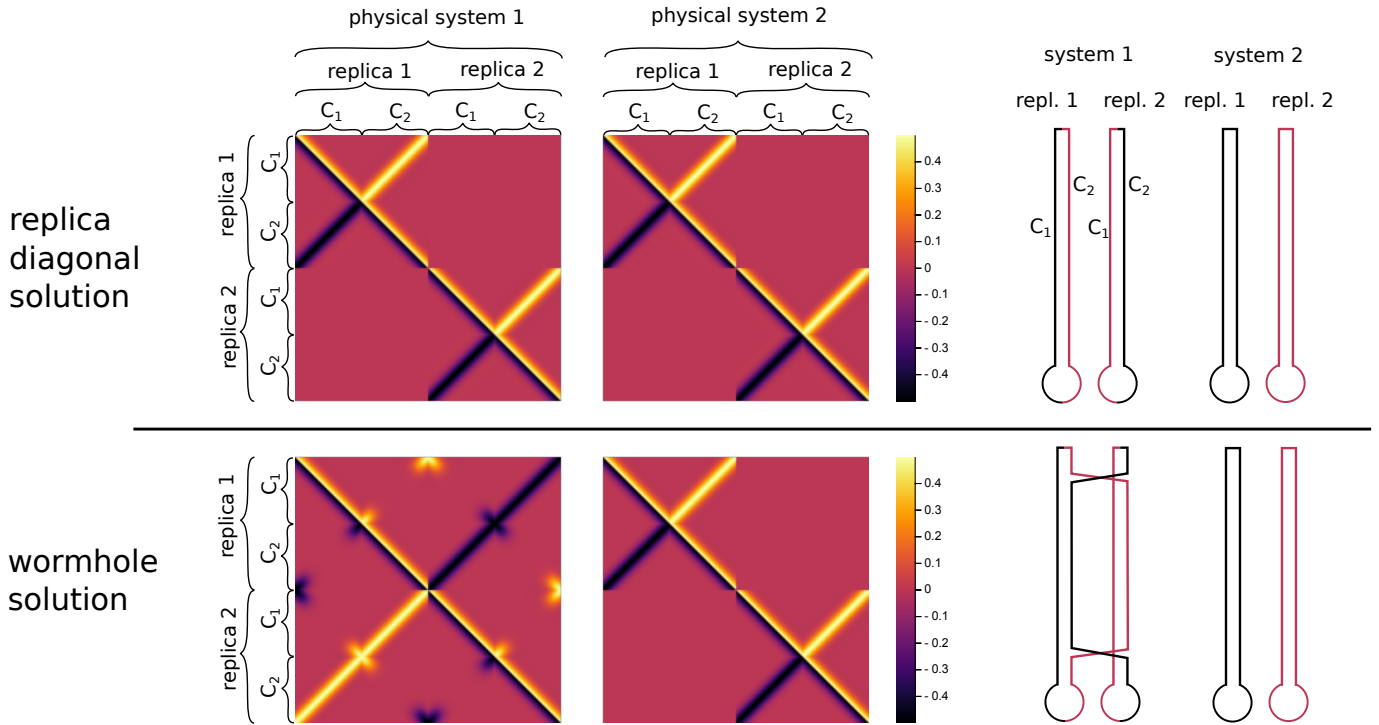 physical system 1
physical system 2
replica 1
replica 2
replica 1
replica 2
C1
C2
C1
C2
C1
C2
C1
C2
system 1
system 2
repl. 1
repl. 2
repl. 1
repl. 2
replica
diagonal
solution
replica 1
replica 2
C1
C2
C1
C2
0.4
0.3
0.2
0.1
0
- 0.1
- 0.2
- 0.3
- 0.4
C1
C2
C1
C2
wormhole
solution
replica 1
replica 2
C1
C2
C1
C2
0.4
0.3
0.2
0.1
0
- 0.1
- 0.2
- 0.3
- 0.4